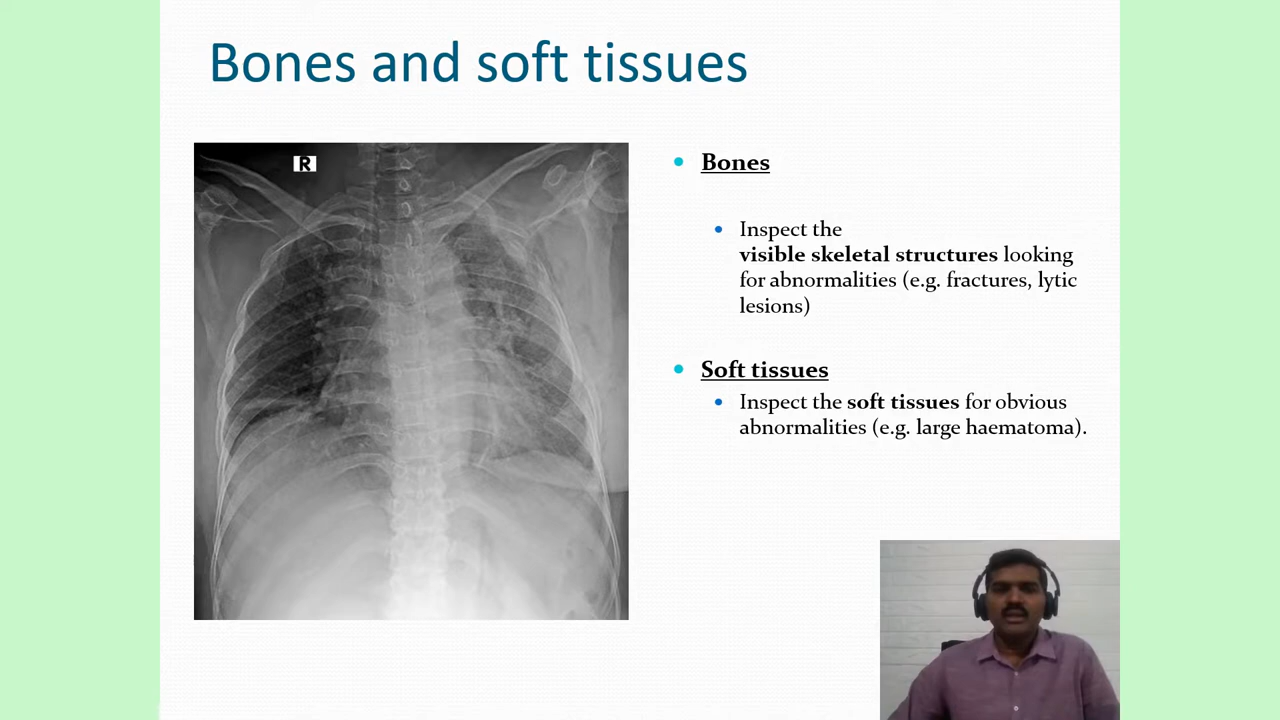 Bones and soft tissues
R
Bones
Inspect the
visible skeletal structures looking
for abnormalities (e.g. fractures, lytic
lesions)
Soft tissues
Inspect the soft tissues for obvious
abnormalities (e.g. large haematoma).